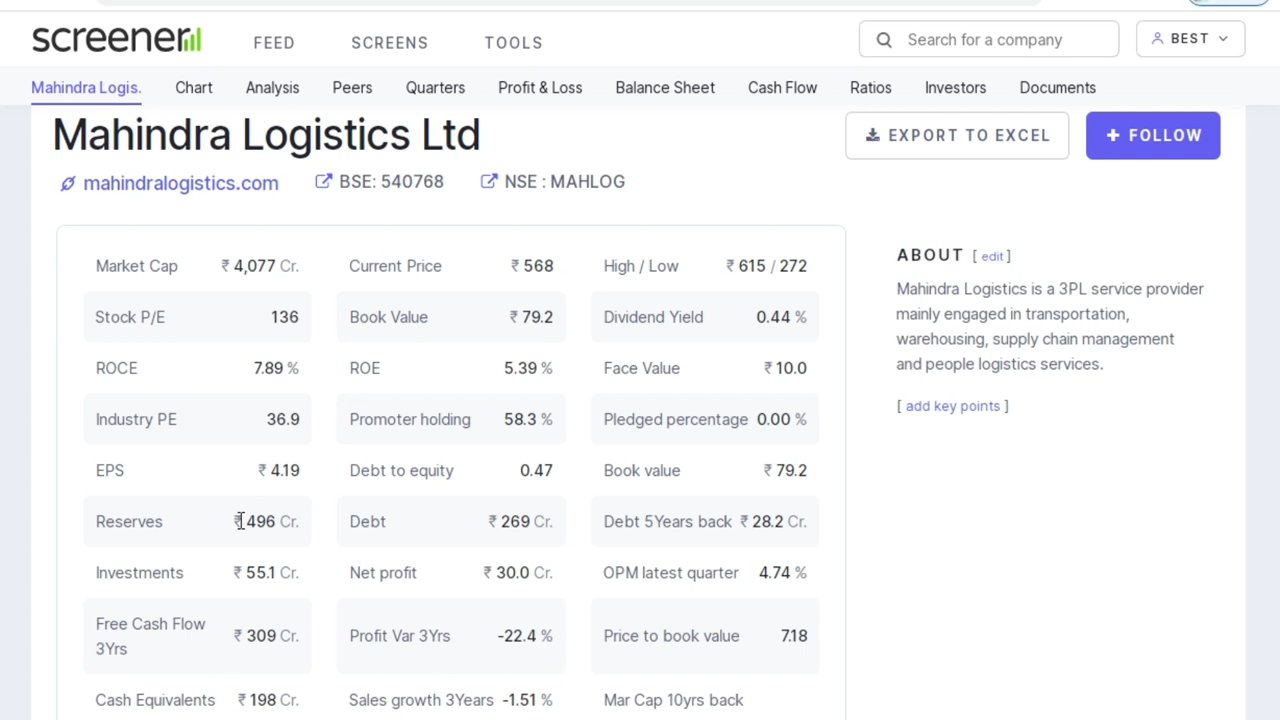 screener
FEED SCREENS TOOLS
Search for a company
BEST
Mahindra Logis. Chart Analysis Peers Quarters Profit & Loss Balance Sheet Cash Flow Ratios Investors Documents
Mahindra Logistics Ltd
EXPORT TO EXCEL
+ FOLLOW
mahindralogistics.com BSE: 540768 NSE : MAHLOG
Market Cap ₹ 4,077 Cr. Current Price ₹ 568 High / Low ₹ 615 / 272
Stock P/E 136 Book Value ₹ 79.2 Dividend Yield 0.44 %
ROCE 7.89 % ROE 5.39 % Face Value ₹ 10.0
Industry PE 36.9 Promoter holding 58.3 % Pledged percentage 0.00 %
EPS ₹ 4.19 Debt to equity 0.47 Book value ₹ 79.2
Reserves ₹ 496 Cr. Debt ₹ 269 Cr. Debt 5Years back ₹ 28.2 Cr.
Investments ₹ 55.1 Cr. Net profit ₹ 30.0 Cr. OPM latest quarter 4.74 %
Free Cash Flow
3Yrs ₹ 309 Cr. Profit Var 3Yrs -22.4 % Price to book value 7.18
Cash Equivalents ₹ 198 Cr. Sales growth 3Years -1.51 % Mar Cap 10yrs back
ABOUT [ edit ]
Mahindra Logistics is a 3PL service provider
mainly engaged in transportation,
warehousing, supply chain management
and people logistics services.
[ add key points ]